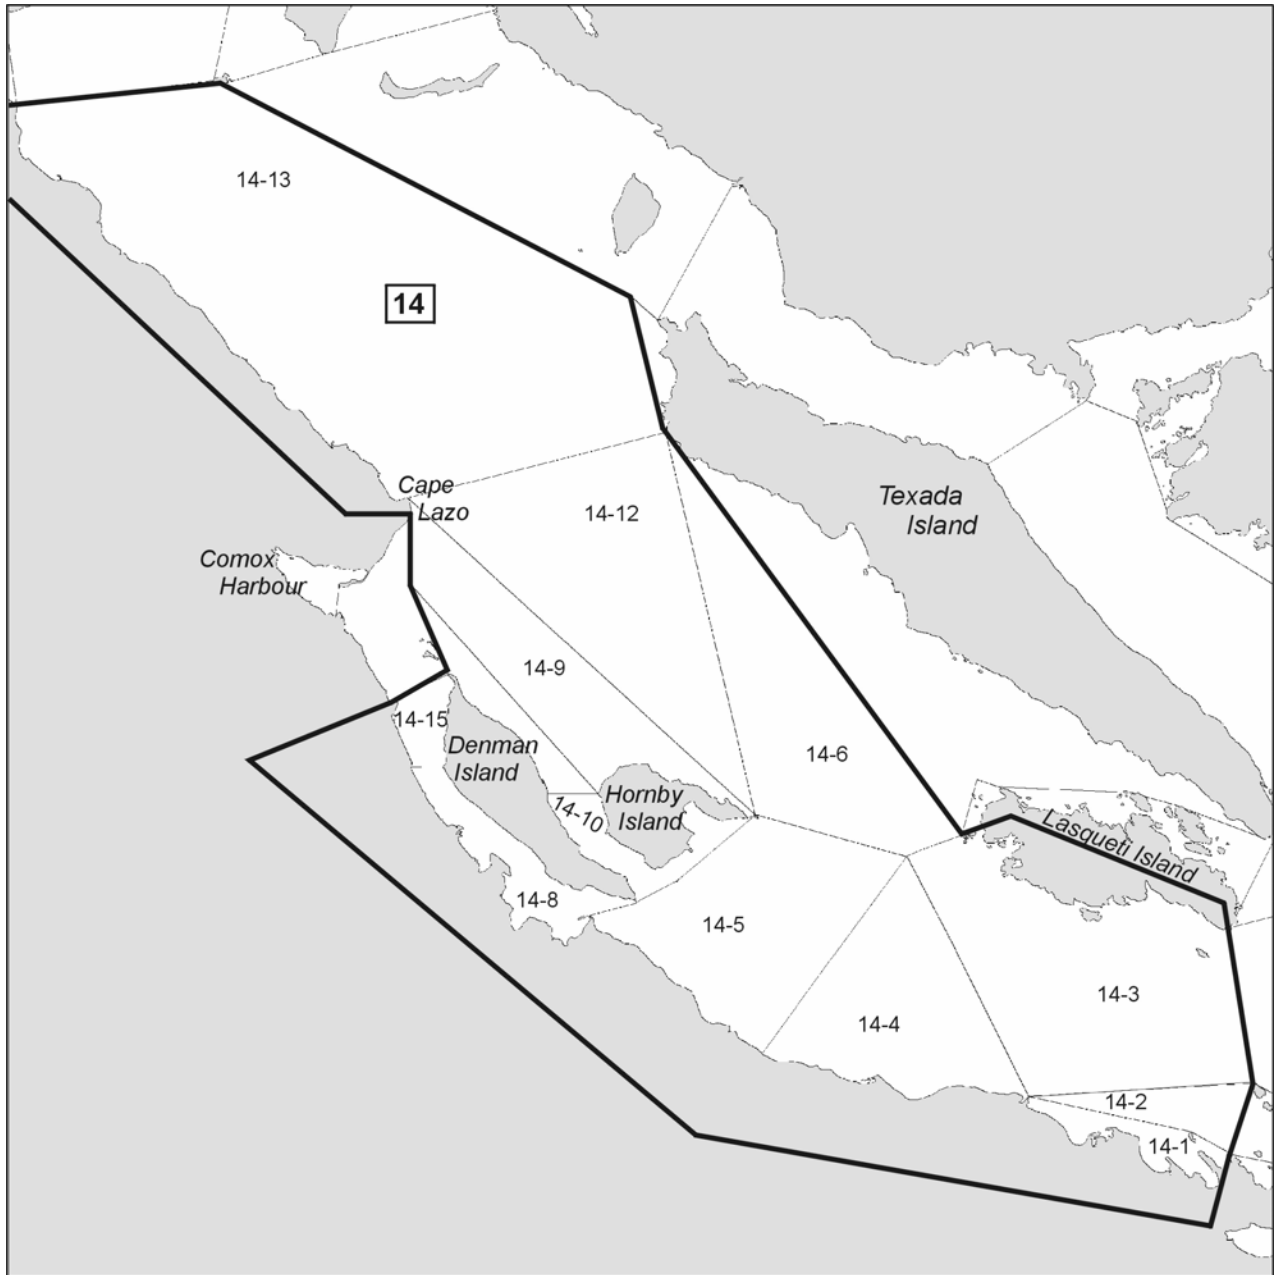 14-13
14
Cape
Lazo
14-12
Texada
Island
Comox
Harbour
14-9
14-15
Denman
Island
14-6
Hornby
Island
14-10
Lasqueti Island
14-8
14-5
14-3
14-4
14-2
14-1